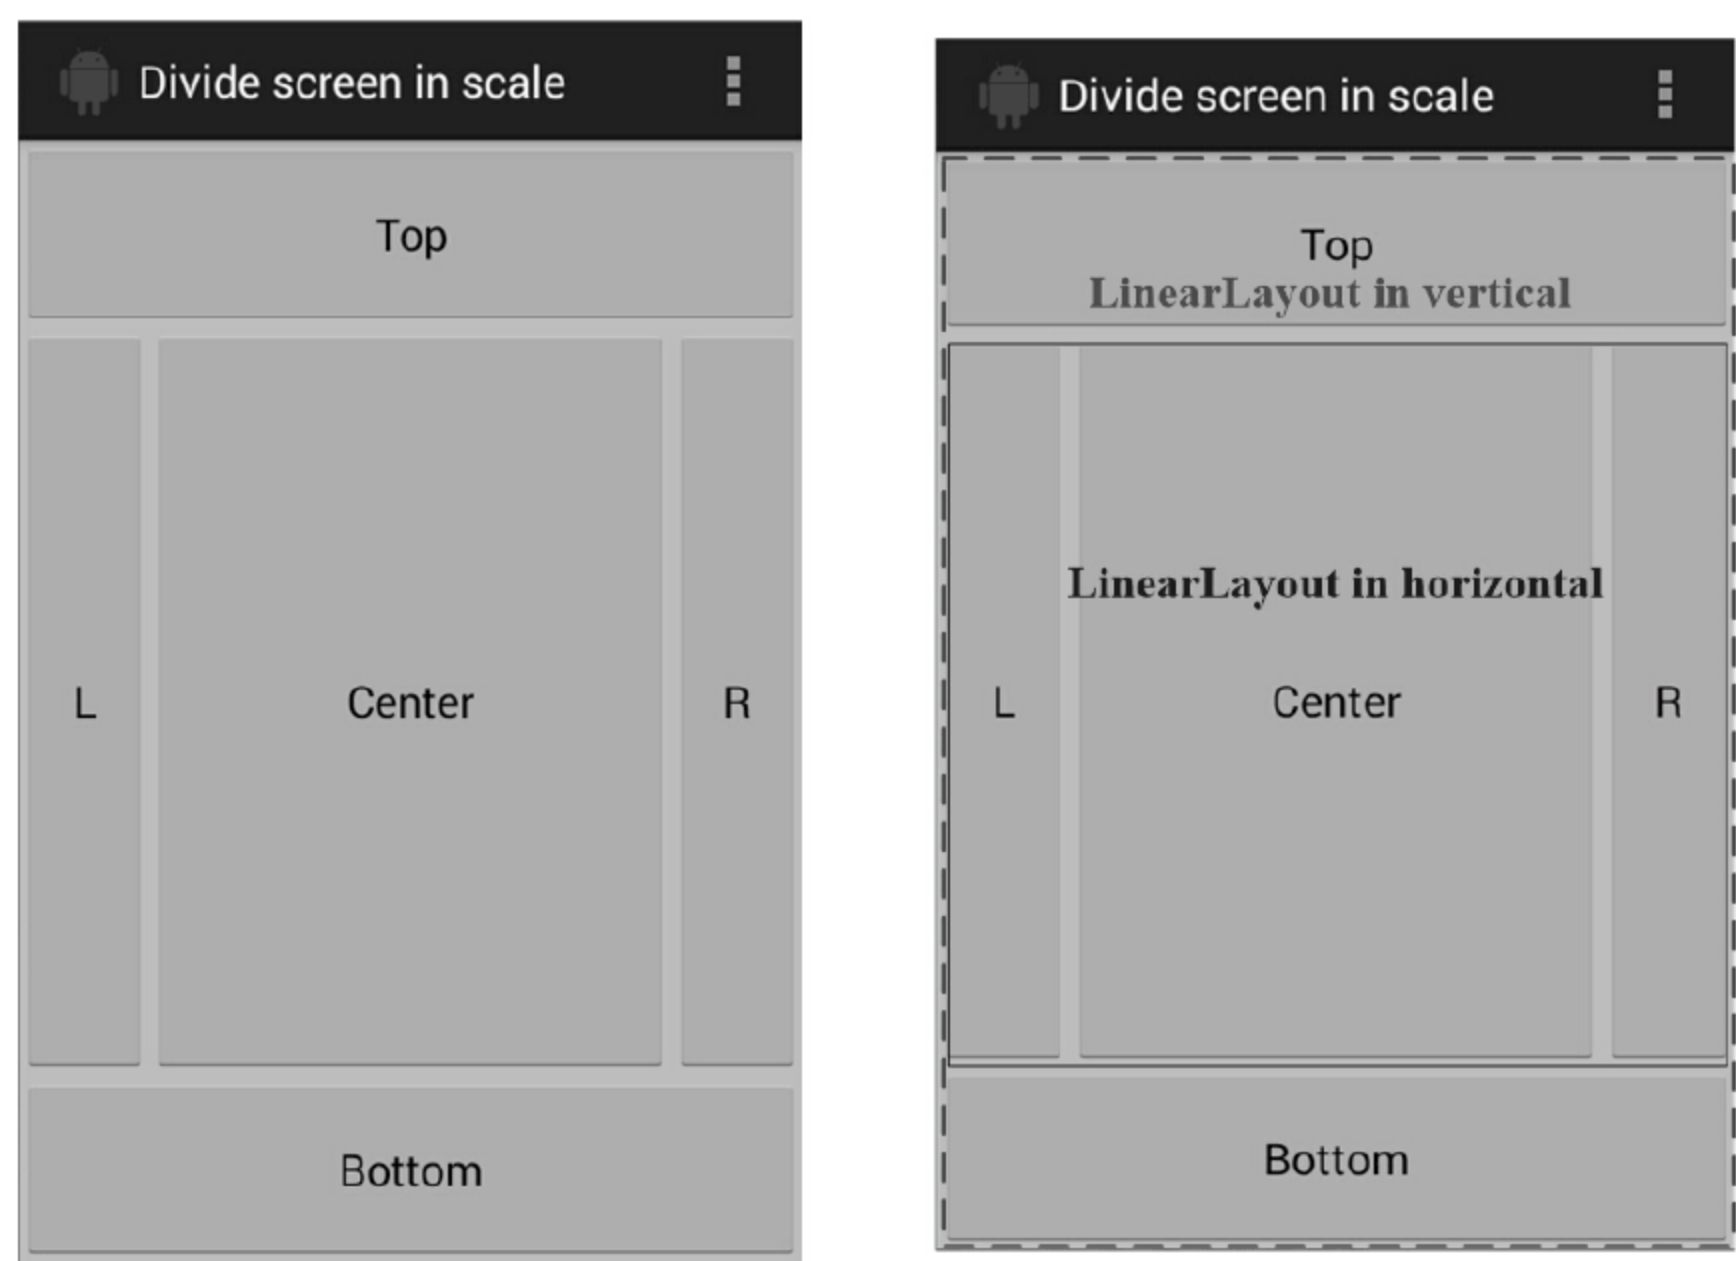 Divide screen in scale
Top
L
Center
R
Bottom
Divide screen in scale
Top
LinearLayout in vertical
LinearLayout in horizontal
L
Center
R
Bottom